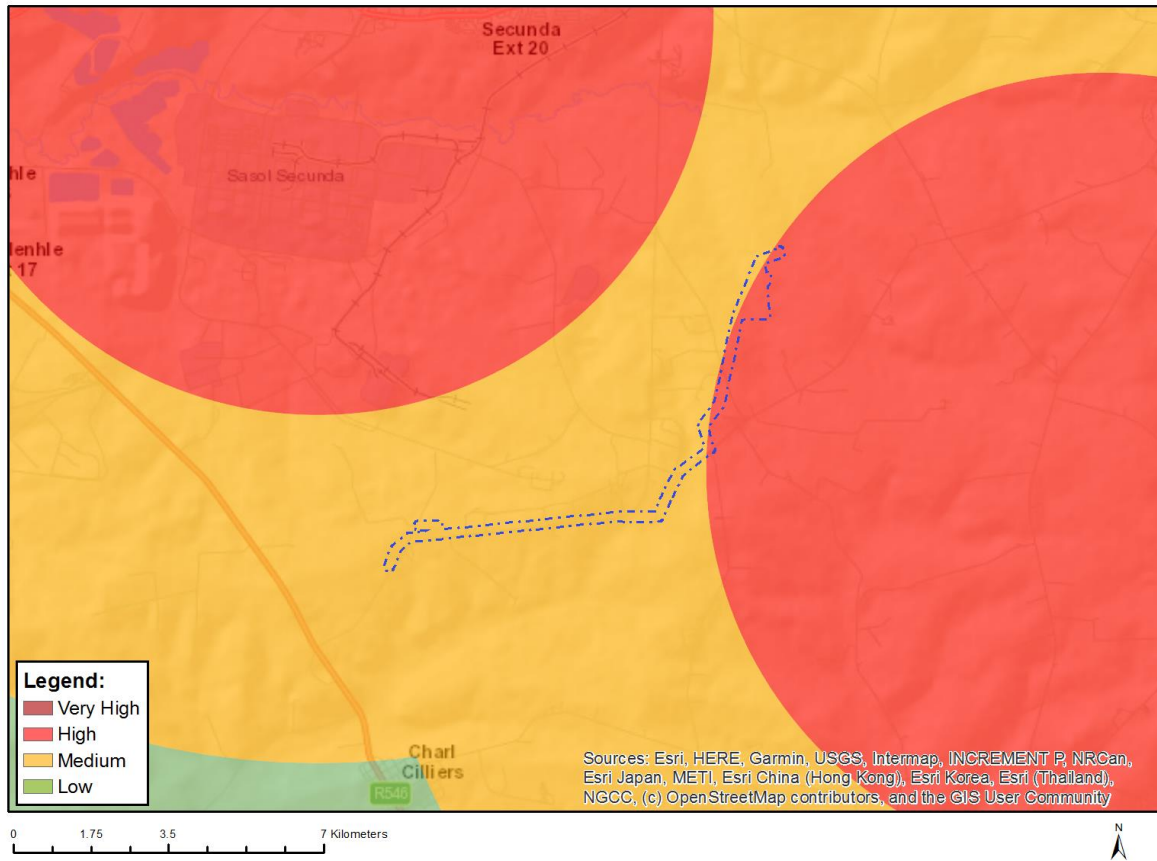 Secunda
Ext 20
hle
Sasol Secunda
lenhle
17
Legend:
Very High
High
Medium
Low
Charl
Cilliers
R546
Sources: Esri, HERE, Garmin, USGS, Intermap, INCREMENT P, NRCan,
Esri Japan, METI, Esri China (Hong Kong), Esri Korea, Esri (Thailand),
NGCC, (c) OpenStreetMap contributors, and the GIS User Community
0 1.75 3.5 7 Kilometers
N